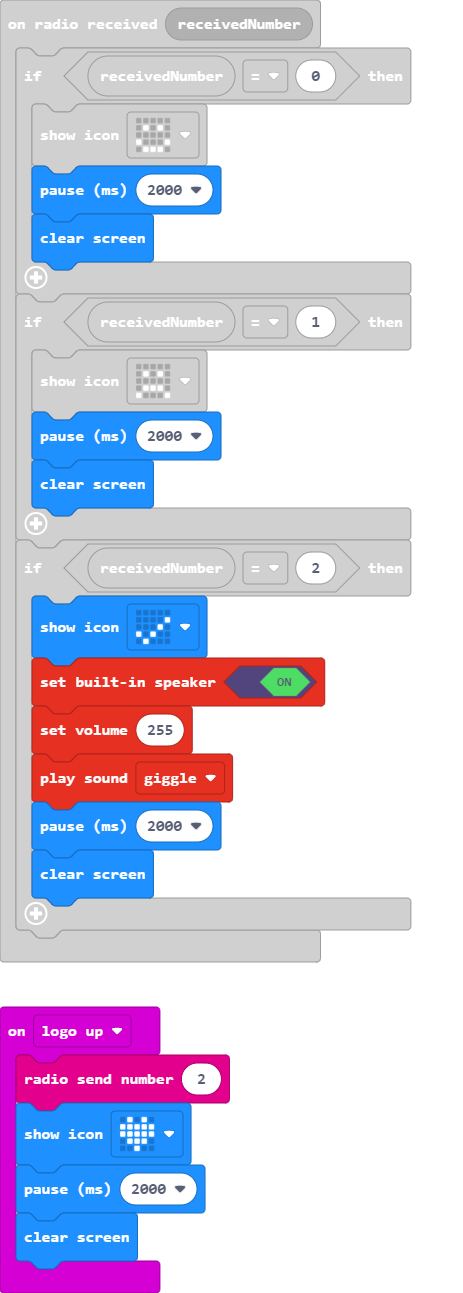 on radio received receivedNumber
if receivedNumber = 0 then
show icon
pause (ms) 2000
clear screen
if receivedNumber = 1 then
show icon
pause (ms) 2000
clear screen
if receivedNumber = 2 then
show icon
set built-in speaker ON
set volume 255
play sound giggle
pause (ms) 2000
clear screen
on logo up
radio send number 2
show icon
pause (ms) 2000
clear screen